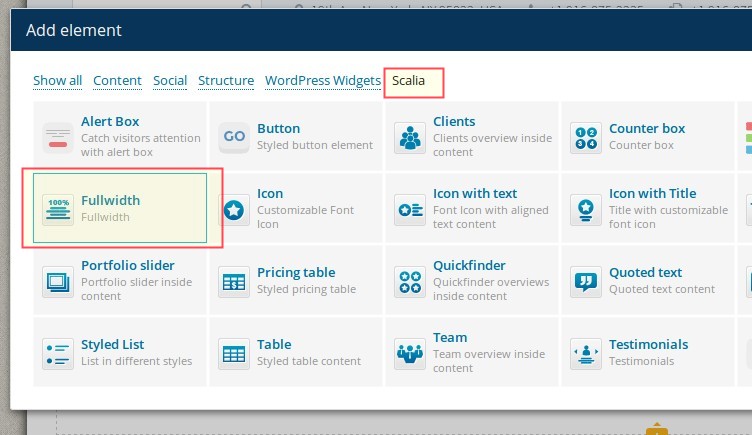 Add element
Show all Content Social Structure WordPress Widgets Scalia
Alert Box
Catch visitors attention
with alert box
GO
Button
Styled button element
Clients
Clients overview inside
content
1 2
3 4
Counter box
Counter box
100%
Fullwidth
Fullwidth
Icon
Customizable Font
Icon
Icon with text
Font Icon with aligned
text content
Icon with Title
Title with customizable
font icon
Portfolio slider
Portfolio slider inside
content
$
Pricing table
Styled pricing table
Quickfinder
Quickfinder overviews
inside content
Quoted text
Quoted text content
Styled List
List in different styles
Table
Styled table content
Team
Team overview inside
content
Testimonials
Testimonials